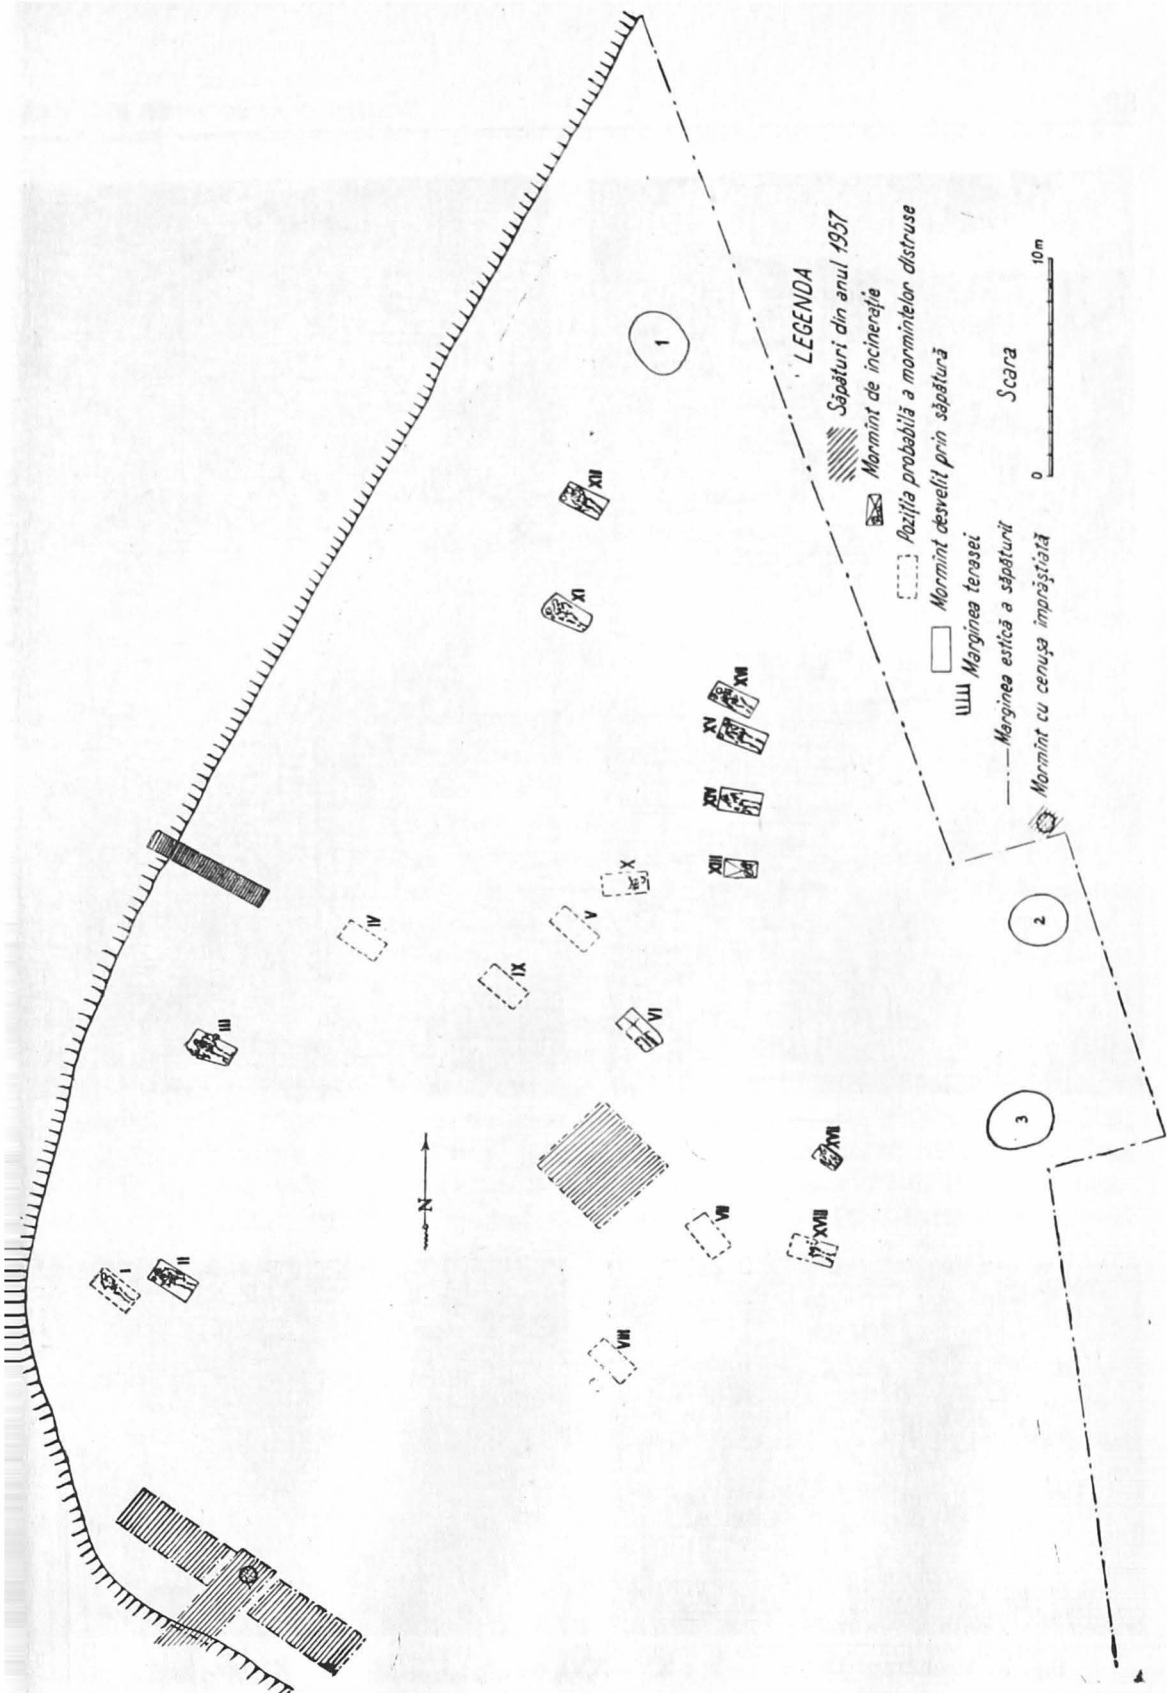 LEGENDA
Săpături din anul 1957
Mormînt de incinerație
Poziția probabilă a mormintelor distruse
Mormînt desvelit prin săpătură
Marginea terasei
Marginea estică a săpăturii
Mormînt cu cenușa împrăștiată
Scara
0 10m
N
I
II
III
IV
V
VI
VII
VIII
IX
X
XI
XII
XIII
XIV
XV
XVI
XVII
XVIII
1
2
3